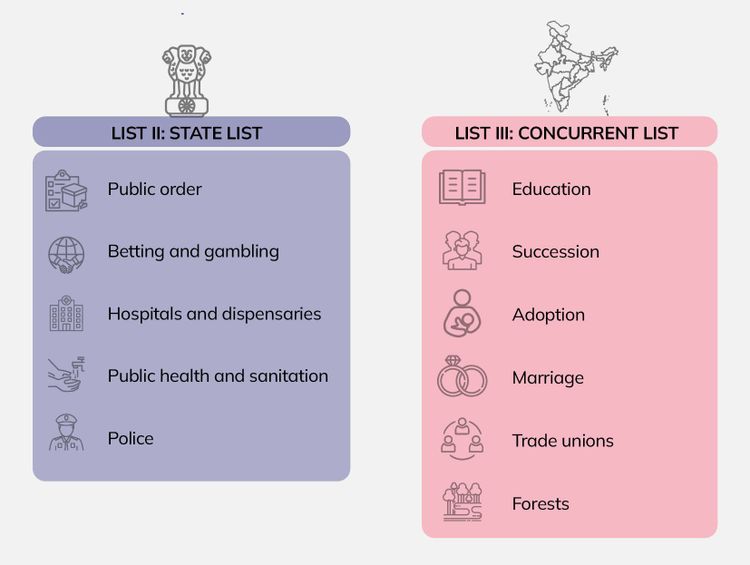 LIST II: STATE LIST
Public order
Betting and gambling
Hospitals and dispensaries
Public health and sanitation
Police
LIST III: CONCURRENT LIST
Education
Succession
Adoption
Marriage
Trade unions
Forests